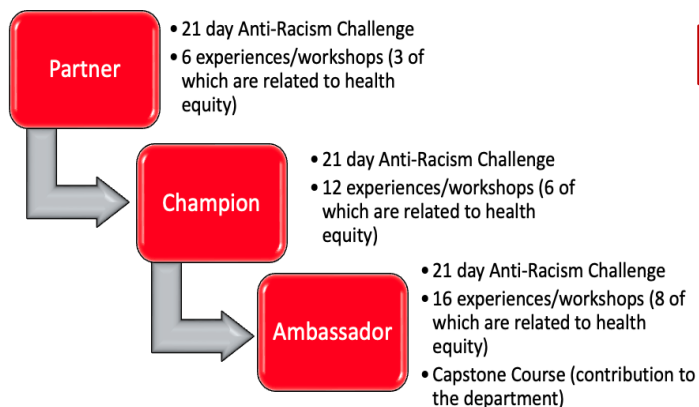 Partner
• 21 day Anti-Racism Challenge
• 6 experiences/workshops (3 of
which are related to health
equity)
Champion
• 21 day Anti-Racism Challenge
• 12 experiences/workshops (6 of
which are related to health
equity)
Ambassador
• 21 day Anti-Racism Challenge
• 16 experiences/workshops (8 of
which are related to health
equity)
• Capstone Course (contribution to
the department)